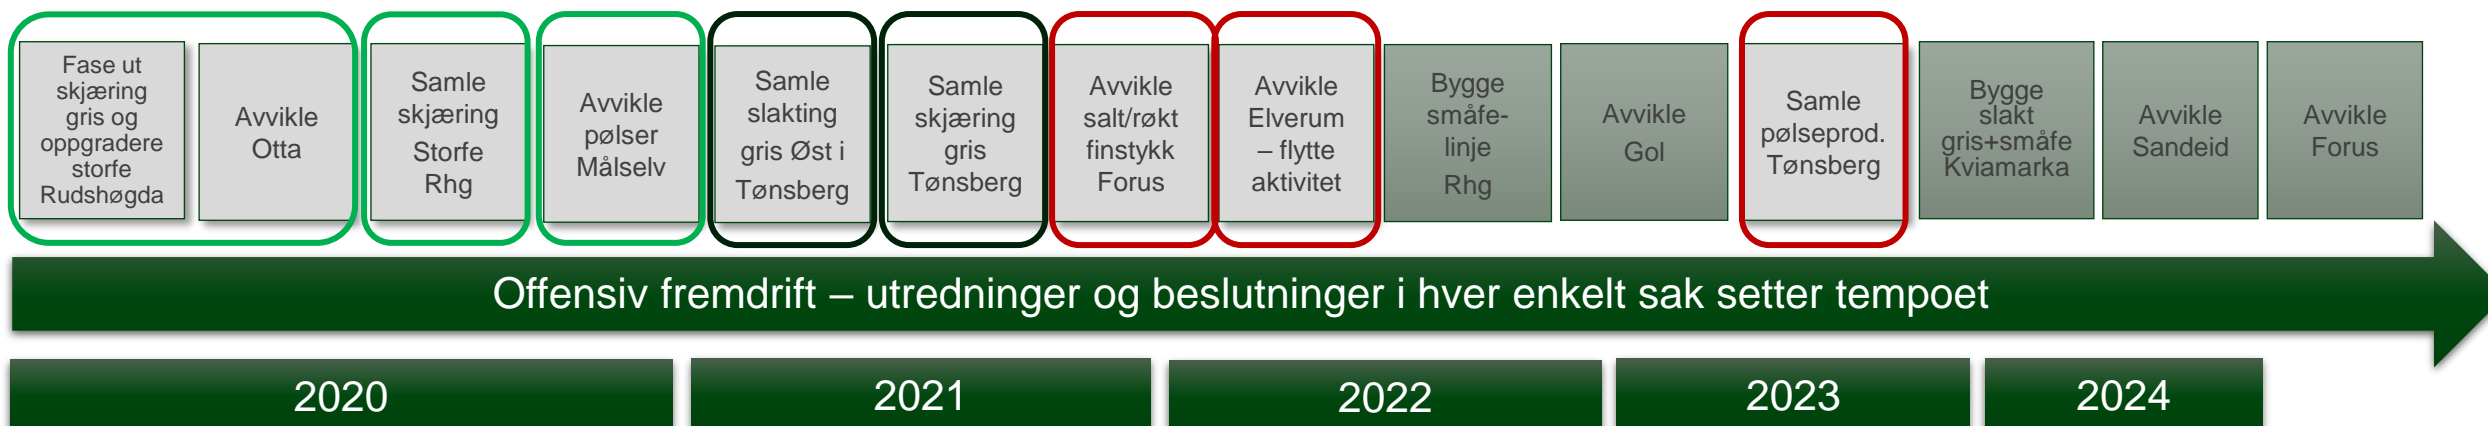 Fase ut
skjæring
gris og
oppgradere
storfe
Rudshøgda
Avvikle
Otta
Samle
skjæring
Storfe
Rhg
Avvikle
pølser
Målselv
Samle
slakting
gris Øst i
Tønsberg
Samle
skjæring
gris
Tønsberg
Avvikle
salt/røkt
finstykk
Forus
Avvikle
Elverum
– flytte
aktivitet
Bygge
småfe-
linje
Rhg
Avvikle
Gol
Samle
pølseprod.
Tønsberg
Bygge
slakt
gris+småfe
Kviamarka
Avvikle
Sandeid
Avvikle
Forus
Offensiv fremdrift – utredninger og beslutninger i hver enkelt sak setter tempoet
2020
2021
2022
2023
2024